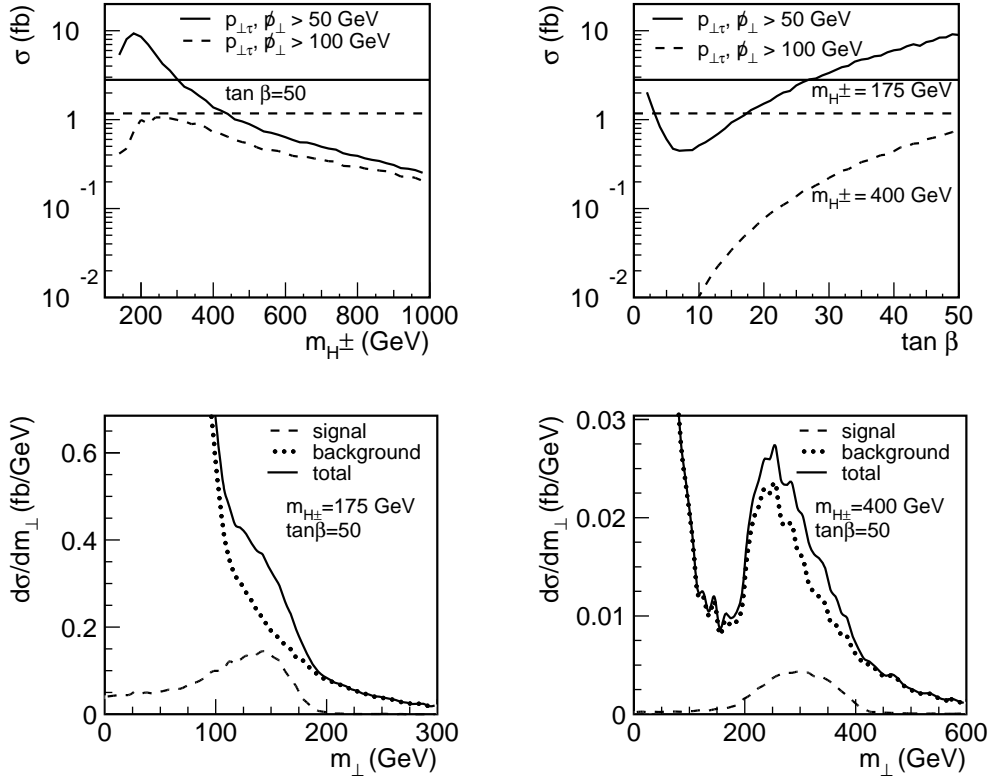 σ (fb)
p⊥τ, p̸⊥ > 50 GeV
p⊥τ, p̸⊥ > 100 GeV
tan β=50
10
1
10 -1
10 -2
200 400 600 800 1000
mH± (GeV)
σ (fb)
p⊥τ, p̸⊥ > 50 GeV
p⊥τ, p̸⊥ > 100 GeV
mH± = 175 GeV
mH± = 400 GeV
10
1
10 -1
10 -2
0 10 20 30 40 50
tan β
dσ/dm⊥ (fb/GeV)
signal
background
total
mH±=175 GeV
tanβ=50
0.6
0.4
0.2
0
0 100 200 300
m⊥ (GeV)
dσ/dm⊥ (fb/GeV)
signal
background
total
mH±=400 GeV
tanβ=50
0.03
0.02
0.01
0
0 200 400 600
m⊥ (GeV)